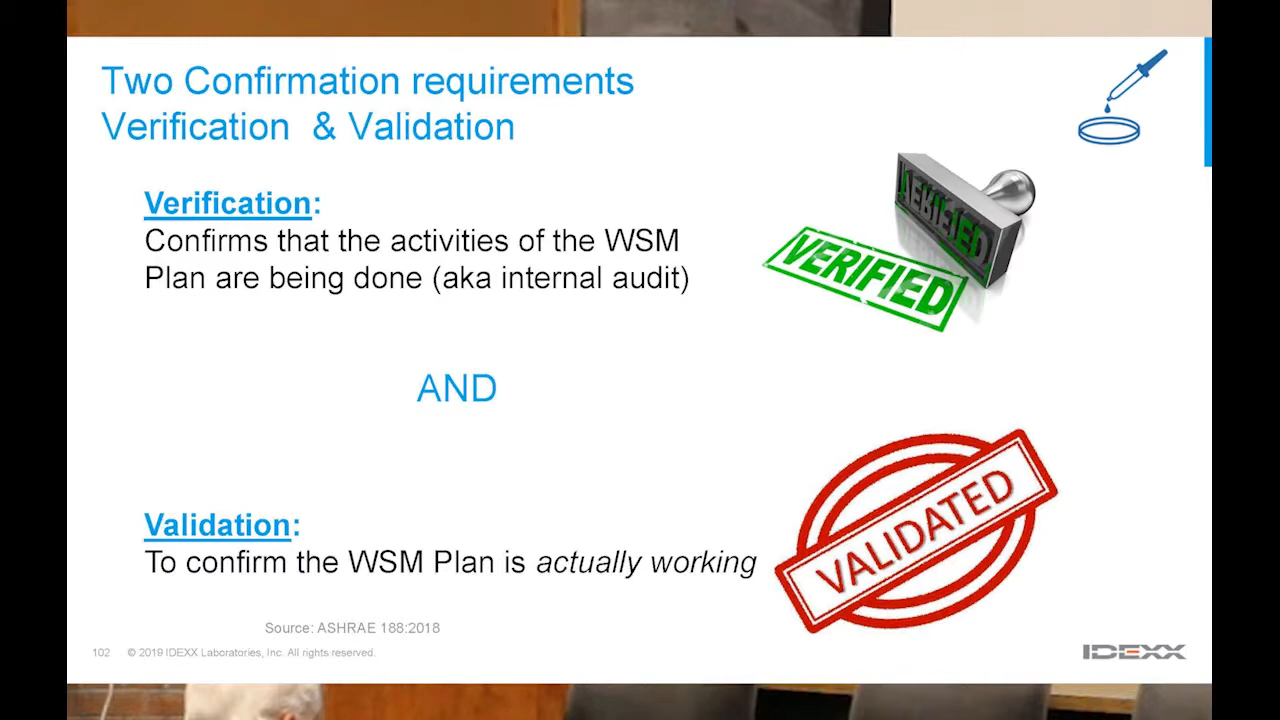 Two Confirmation requirements
Verification & Validation
Verification:
Confirms that the activities of the WSM
Plan are being done (aka internal audit)
VERIFIED
VERIFIED
AND
Validation:
To confirm the WSM Plan is actually working
VALIDATED
Source: ASHRAE 188:2018
102 © 2019 IDEXX Laboratories, Inc. All rights reserved.
IDEXX